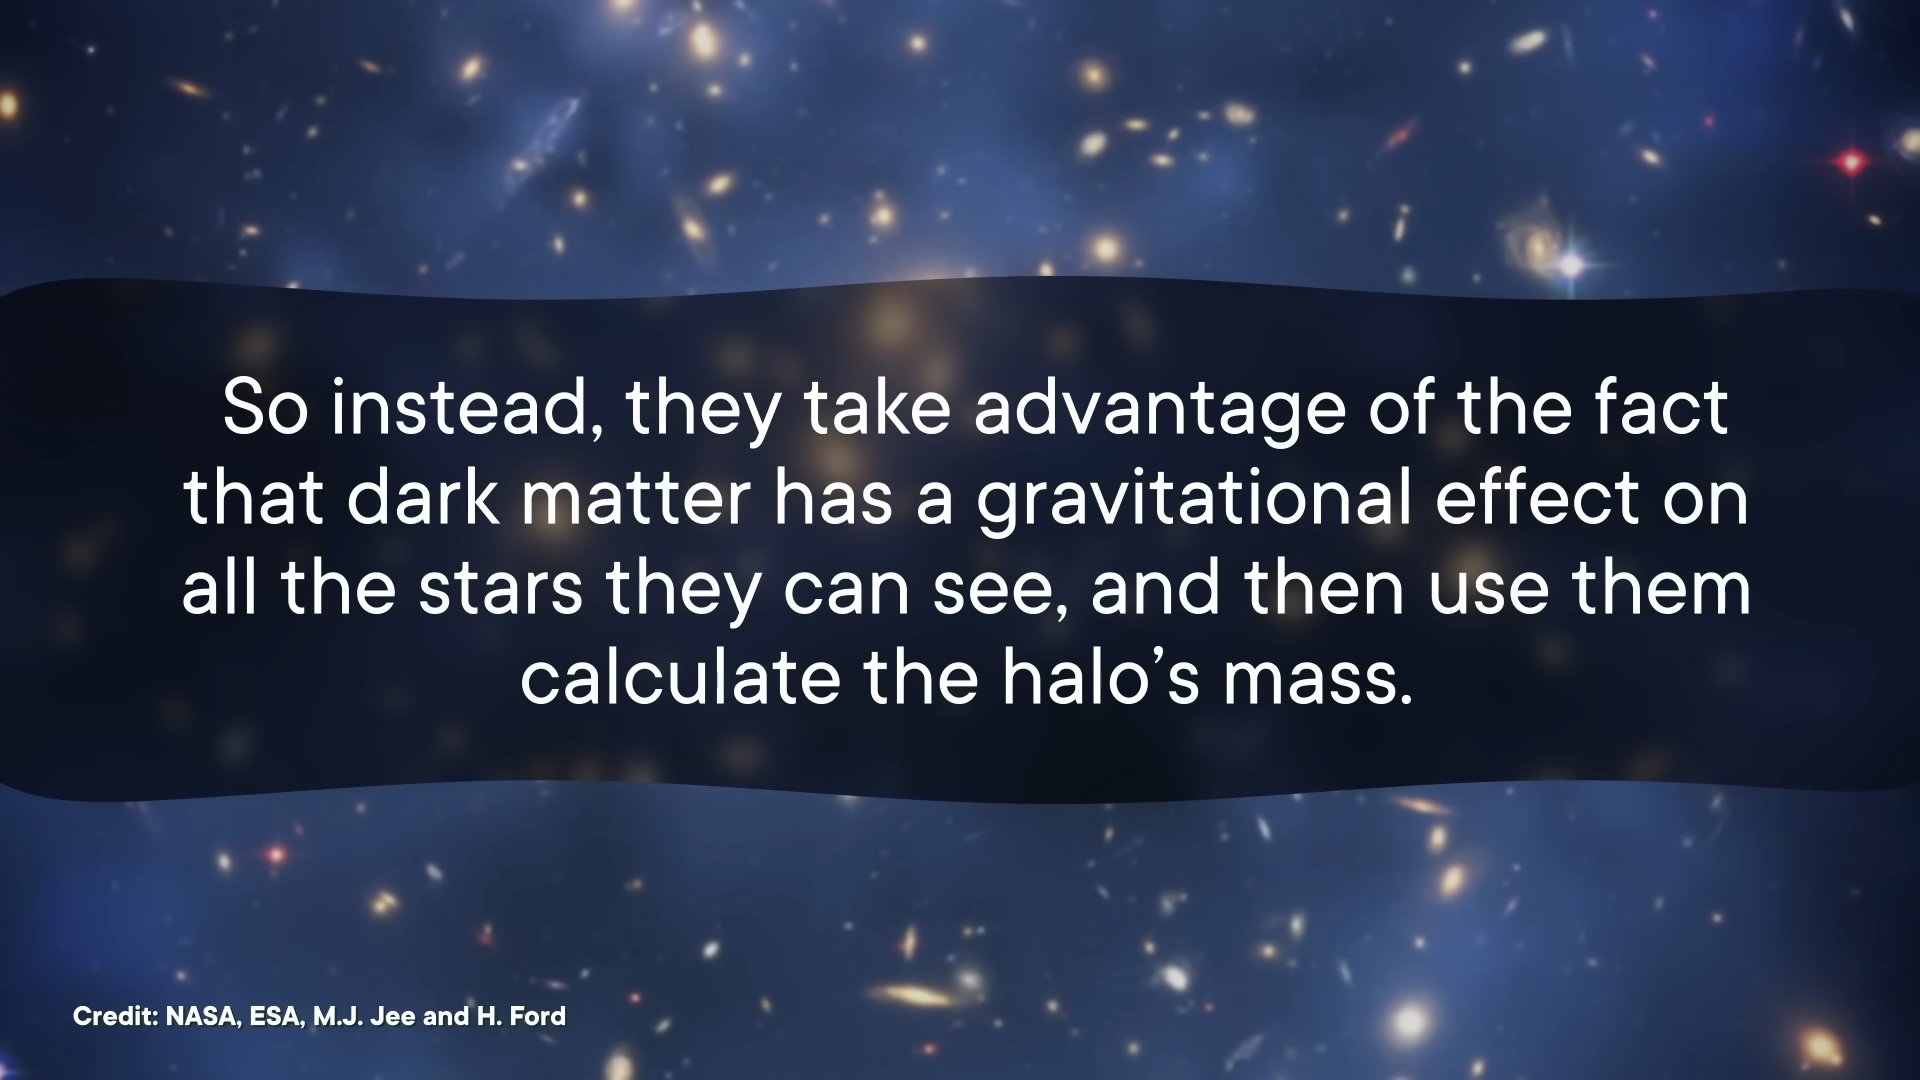 So instead, they take advantage of the fact
that dark matter has a gravitational effect on
all the stars they can see, and then use them
calculate the halo’s mass.
Credit: NASA, ESA, M.J. Jee and H. Ford